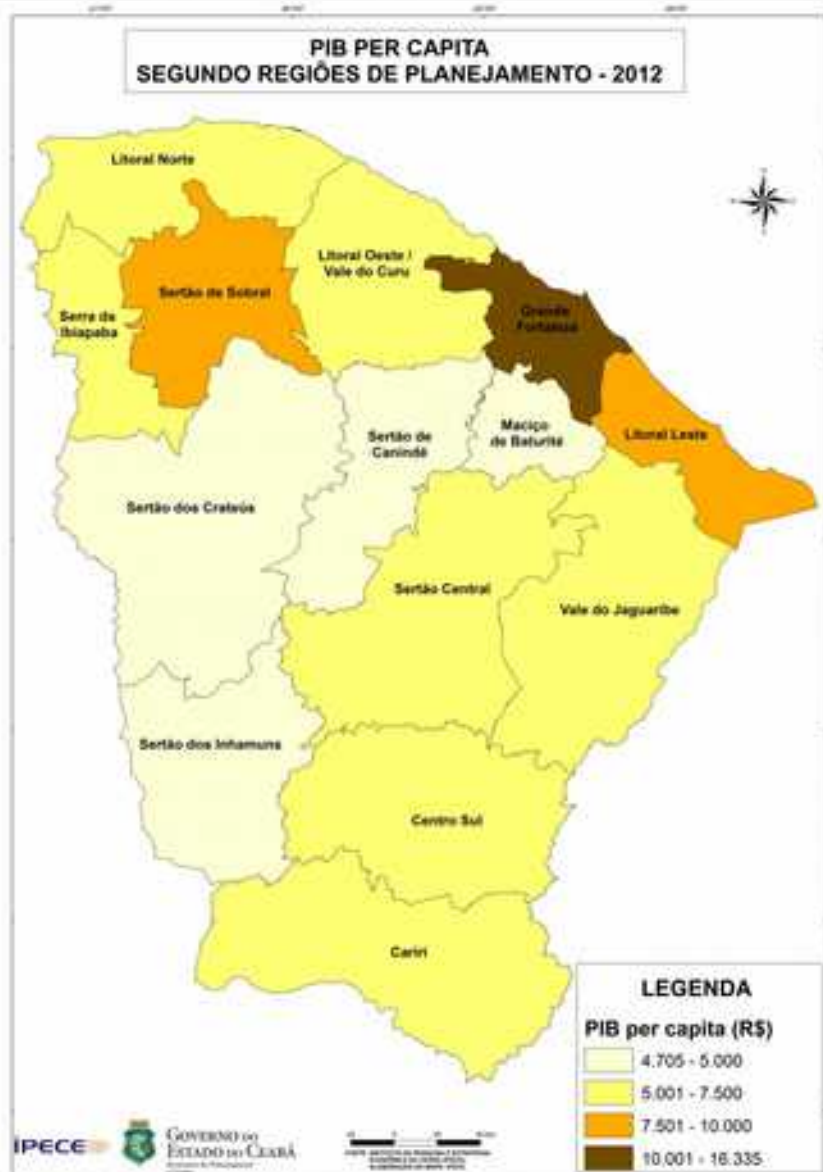 PIB PER CAPITA
SEGUNDO REGIÕES DE PLANEJAMENTO - 2012
Litoral Norte
Litoral Oeste /
Vale do Curu
Sertão de Sobral
Serra da
Ibiapaba
Grande
Fortaleza
Sertão de
Canindé
Maciço
de Baturité
Litoral Leste
Sertão dos Crateús
Sertão Central
Vale do Jaguaribe
Sertão dos Inhamuns
Centro Sul
Cariri
LEGENDA
PIB per capita (R$)
4.705 - 5.000
5.001 - 7.500
7.501 - 10.000
10.001 - 16.335
IPECE
GOVERNO DO
ESTADO DO CEARÁ